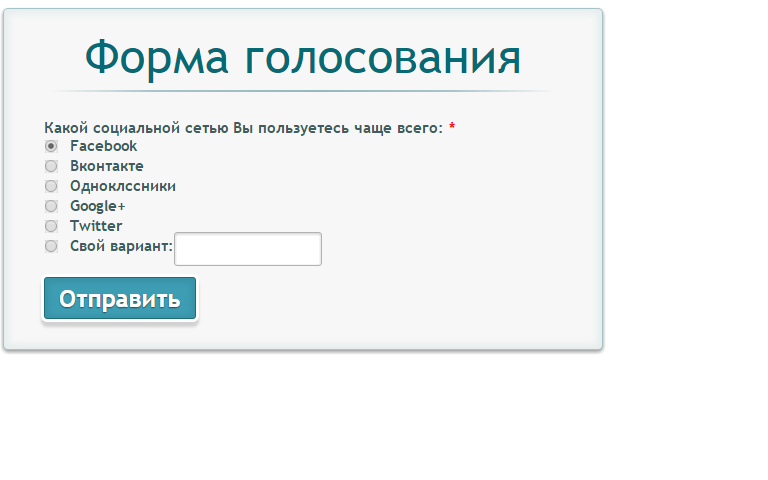 Форма голосования
Какой социальной сетью Вы пользуетесь чаще всего: *
Facebook
Вконтакте
Одноклссники
Google+
Twitter
Свой вариант:
Отправить